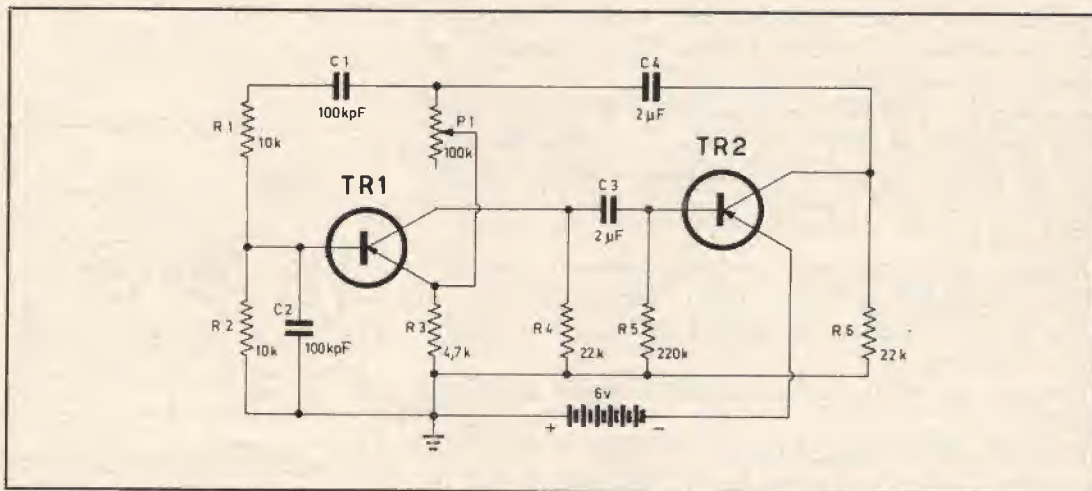 C1
100kpF
C4
2µF
R1
10k
P1
100k
TR1
TR2
C3
2µF
R2
10k
C2
100kpF
R3
4,7k
R4
22k
R5
220k
R6
22k
6v
+ -